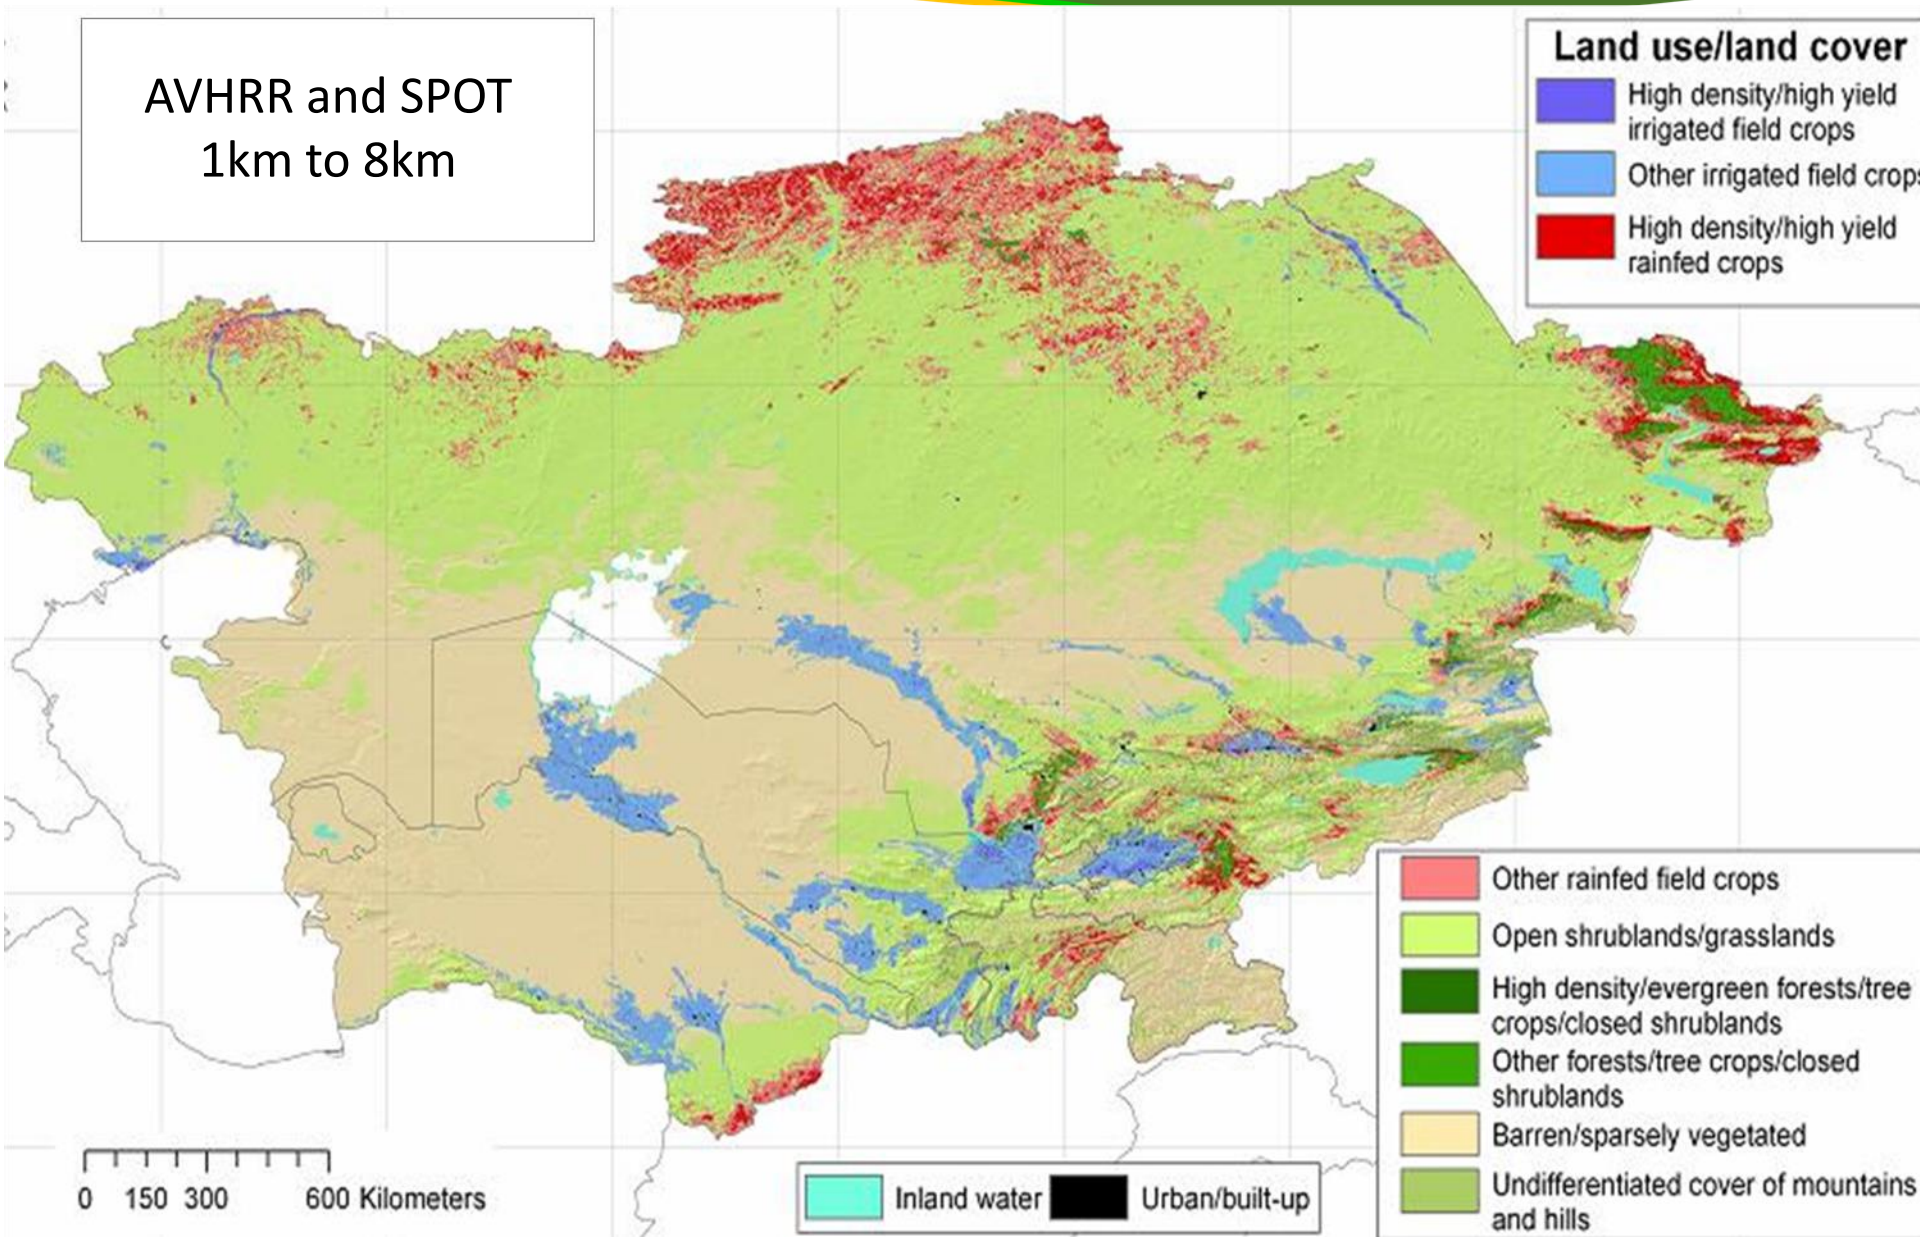 AVHRR and SPOT
1km to 8km
Land use/land cover
High density/high yield
irrigated field crops
Other irrigated field crops
High density/high yield
rainfed crops
Other rainfed field crops
Open shrublands/grasslands
High density/evergreen forests/tree
crops/closed shrublands
Other forests/tree crops/closed
shrublands
Barren/sparsely vegetated
Undifferentiated cover of mountains
and hills
Inland water
Urban/built-up
0 150 300 600 Kilometers